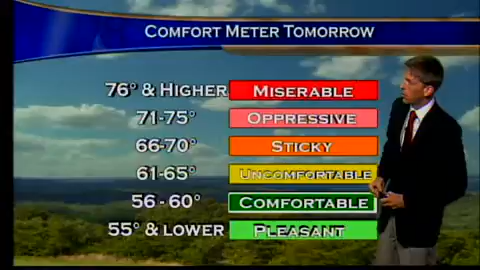 COMFORT METER TOMORROW
76° & HIGHER MISERABLE
71-75° OPPRESSIVE
66-70° STICKY
61-65° UNCOMFORTABLE
56-60° COMFORTABLE
55° & LOWER PLEASANT